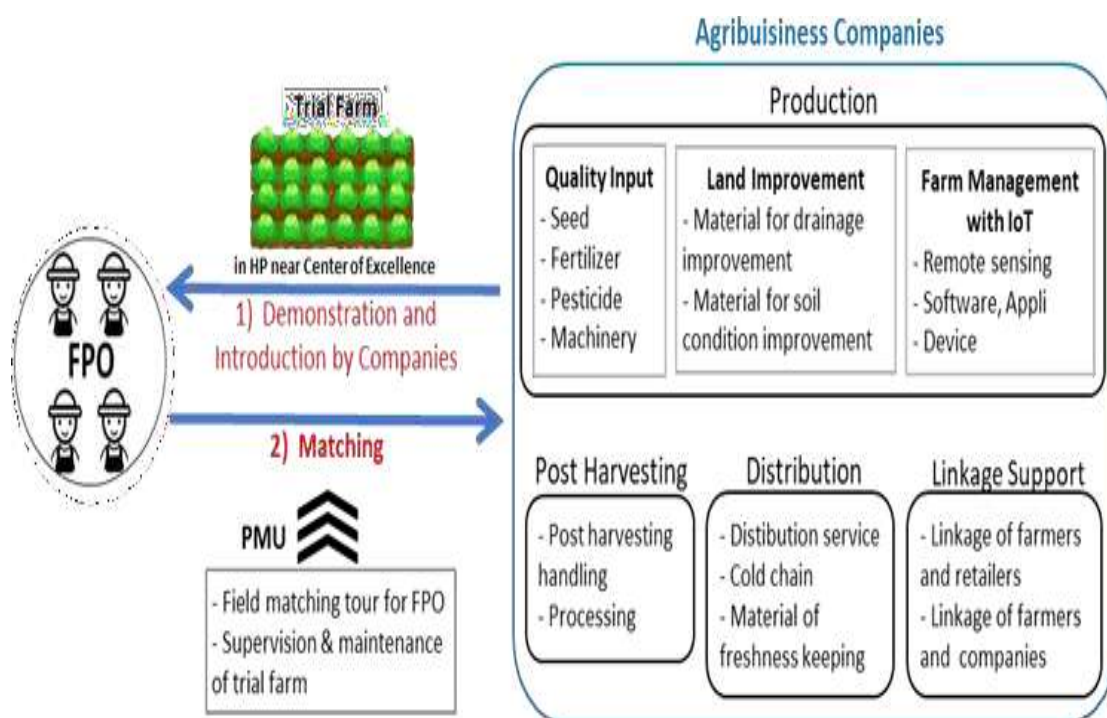 Agribuisiness Companies
Trial Farm
in HP near Center of Excellence
1) Demonstration and
Introduction by Companies
FPO
2) Matching
PMU
- Field matching tour for FPO
- Supervision & maintenance
of trial farm
Production
Quality Input
- Seed
- Fertilizer
- Pesticide
- Machinery
Land Improvement
- Material for drainage
improvement
- Material for soil
condition improvement
Farm Management
with IoT
- Remote sensing
- Software, Appli
- Device
Post Harvesting
- Post harvesting
handling
- Processing
Distribution
- Distibution service
- Cold chain
- Material of
freshness keeping
Linkage Support
- Linkage of farmers
and retailers
- Linkage of farmers
and companies